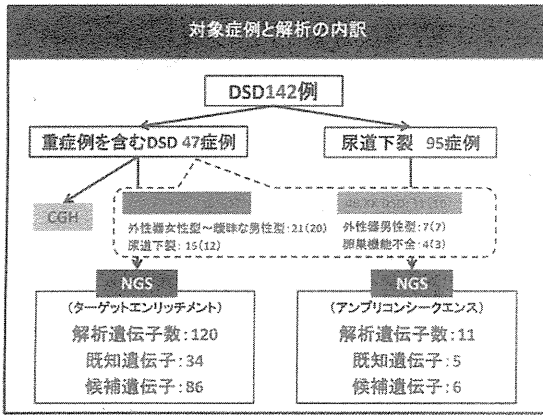 対象症例と解析の内訳
DSD142例
重症例を含むDSD 47症例
尿道下裂 95症例
CGH
外性器女性型～曖昧な男性型：21(20)
尿道下裂：15(12)
外性器男性型：7(7)
卵巣機能不全：4(3)
NGS
(ターゲットエンリッチメント)
解析遺伝子数：120
既知遺伝子：34
候補遺伝子：86
NGS
(アンプリコンシークエンス)
解析遺伝子数：11
既知遺伝子：5
候補遺伝子：6